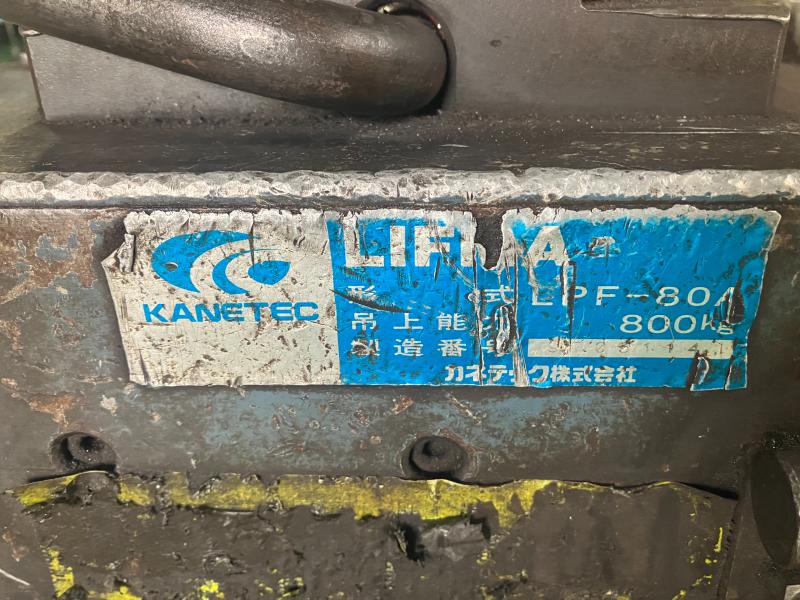 KANETEC
形 式 LPF-80A
吊上能力 800kg
製造番号
カネテック株式会社